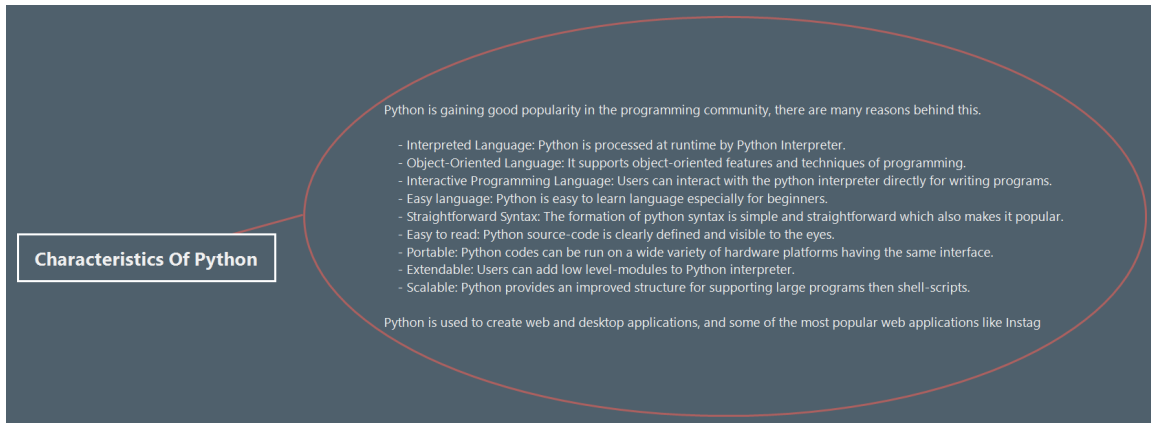 Characteristics Of Python
Python is gaining good popularity in the programming community, there are many reasons behind this.
- Interpreted Language: Python is processed at runtime by Python Interpreter.
- Object-Oriented Language: It supports object-oriented features and techniques of programming.
- Interactive Programming Language: Users can interact with the python interpreter directly for writing programs.
- Easy language: Python is easy to learn language especially for beginners.
- Straightforward Syntax: The formation of python syntax is simple and straightforward which also makes it popular.
- Easy to read: Python source-code is clearly defined and visible to the eyes.
- Portable: Python codes can be run on a wide variety of hardware platforms having the same interface.
- Extendable: Users can add low level-modules to Python interpreter.
- Scalable: Python provides an improved structure for supporting large programs then shell-scripts.
Python is used to create web and desktop applications, and some of the most popular web applications like Instag